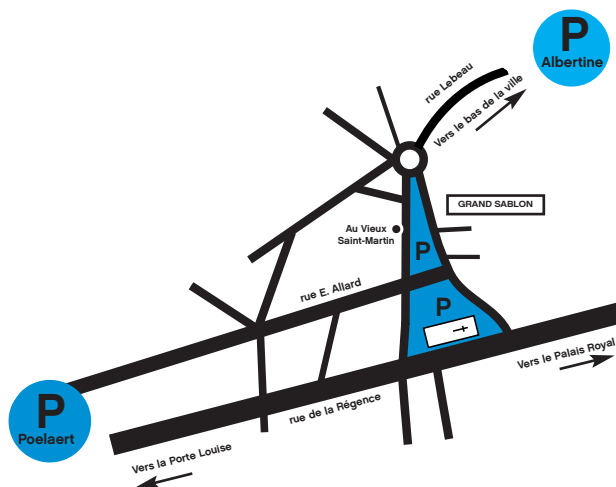 P
Albertine
rue Lebeau
Vers le bas de la ville
GRAND SABLON
Au Vieux
Saint-Martin
P
rue E. Allard
P
Vers le Palais Royal
P
Poelaert
rue de la Régence
Vers la Porte Louise